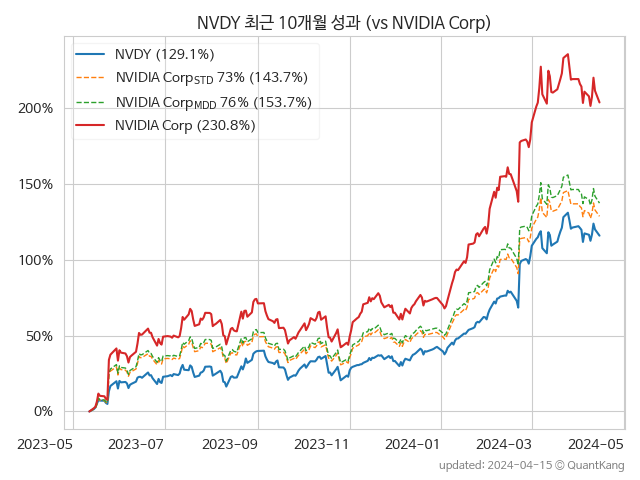 NVDY 최근 10개월 성과 (vs NVIDIA Corp)
NVDY (129.1%)
NVIDIA CorpSTD 73% (143.7%)
NVIDIA CorpMDD 76% (153.7%)
NVIDIA Corp (230.8%)
200%
150%
100%
50%
0%
2023-05 2023-07 2023-09 2023-11 2024-01 2024-03 2024-05
updated: 2024-04-15 ⓒ QuantKang